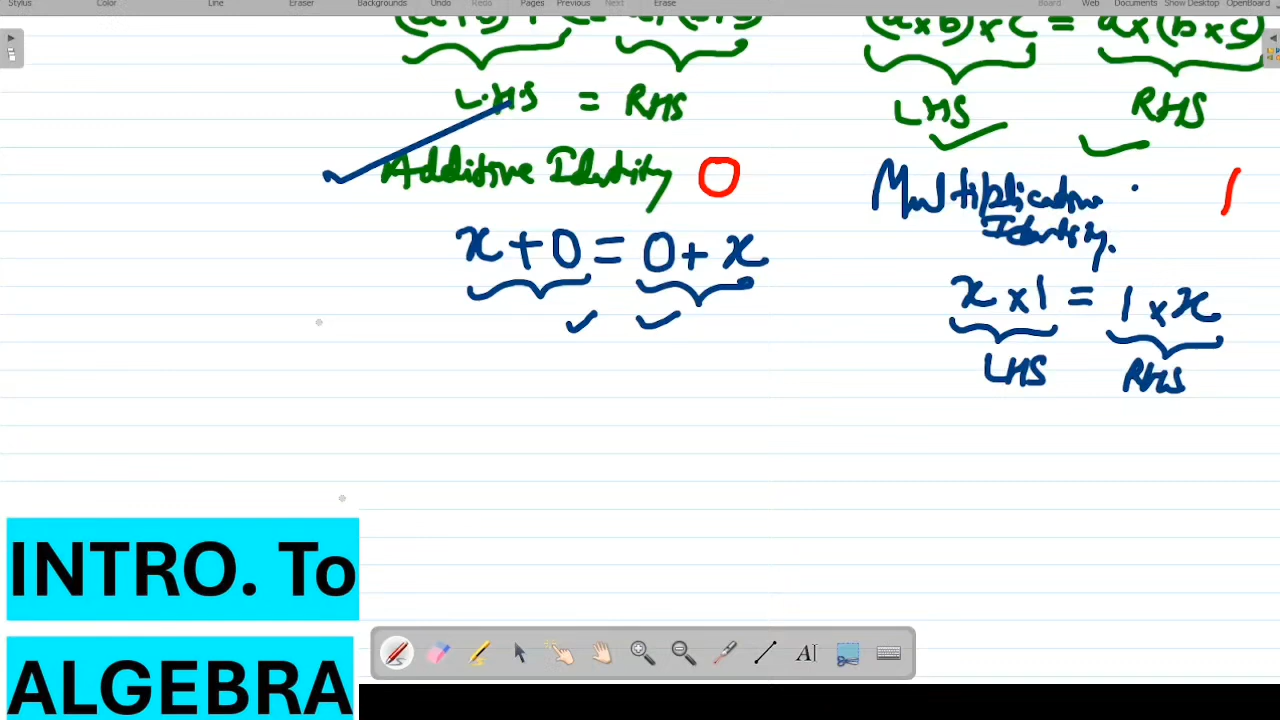 Stylus Color Line Eraser Backgrounds Undo Redo Pages Previous Next Erase Board Web Documents Show Desktop OpenBoard
(a+b)+c = a+(b+c)
L.H.S = RHS
Additive Identity 0
x+0 = 0+x
(a×b)×c = a×(b×c)
LHS RHS
Multiplicative : 1
Identity.
x×1 = 1×x
LHS RHS
INTRO. To
ALGEBRA
AI